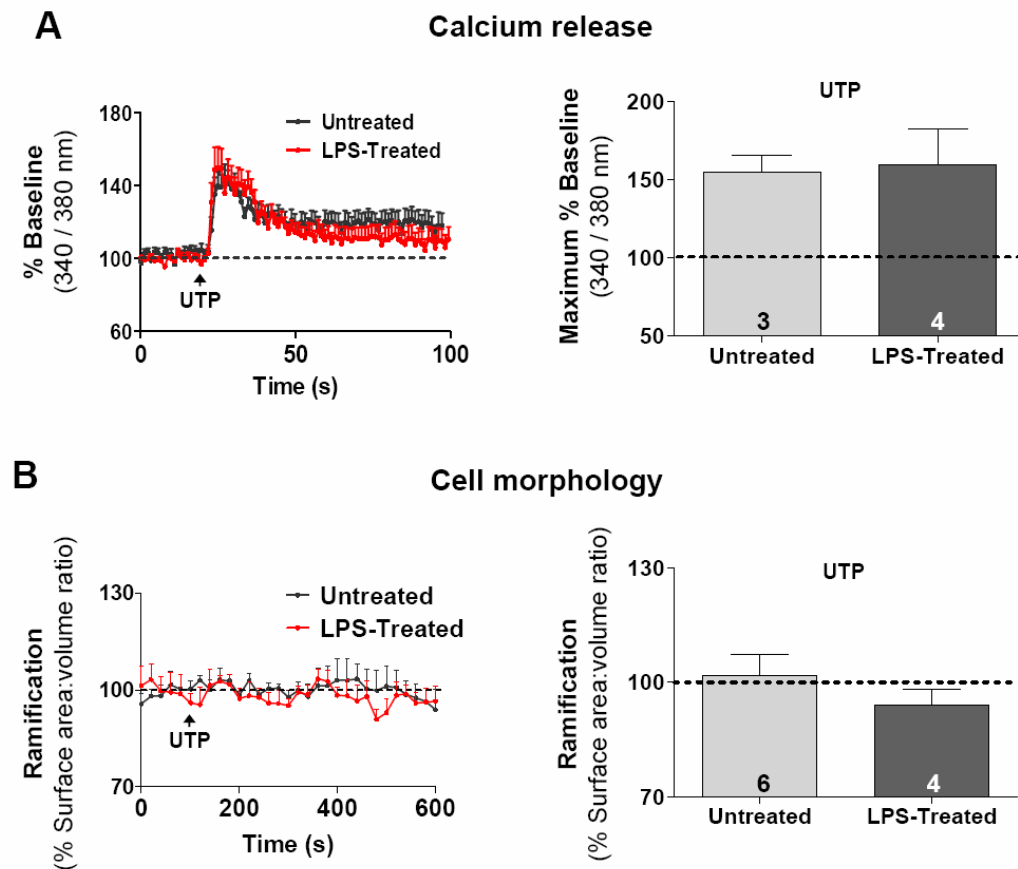 A
Calcium release
% Baseline
(340 / 380 nm)
180
140
100
60
Untreated
LPS-Treated
UTP
0
50
100
Time (s)
Maximum % Baseline
(340 / 380 nm)
UTP
200
150
100
50
3
4
Untreated
LPS-Treated
B
Cell morphology
Ramification
(% Surface area:volume ratio)
130
100
70
Untreated
LPS-Treated
UTP
0
200
400
600
Time (s)
Ramification
(% Surface area:volume ratio)
UTP
130
100
70
6
4
Untreated
LPS-Treated